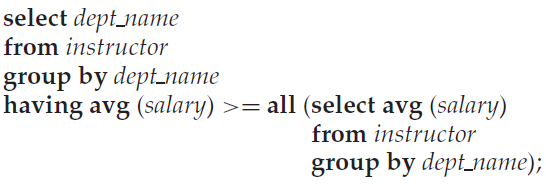 select dept_name
from instructor
group by dept_name
having avg (salary) >= all (select avg (salary)
from instructor
group by dept_name);